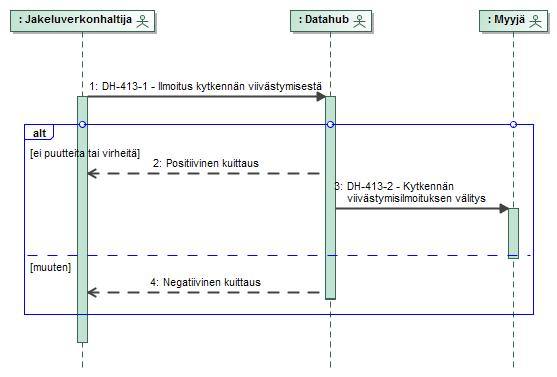 : Jakeluverkonhaltija
: Datahub
: Myyjä
1: DH-413-1 - Ilmoitus kytkennän viivästymisestä
alt
[ei puutteita tai virheitä]
2: Positiivinen kuittaus
3: DH-413-2 - Kytkennän
viivästymisilmoituksen välitys
[muuten]
4: Negatiivinen kuittaus